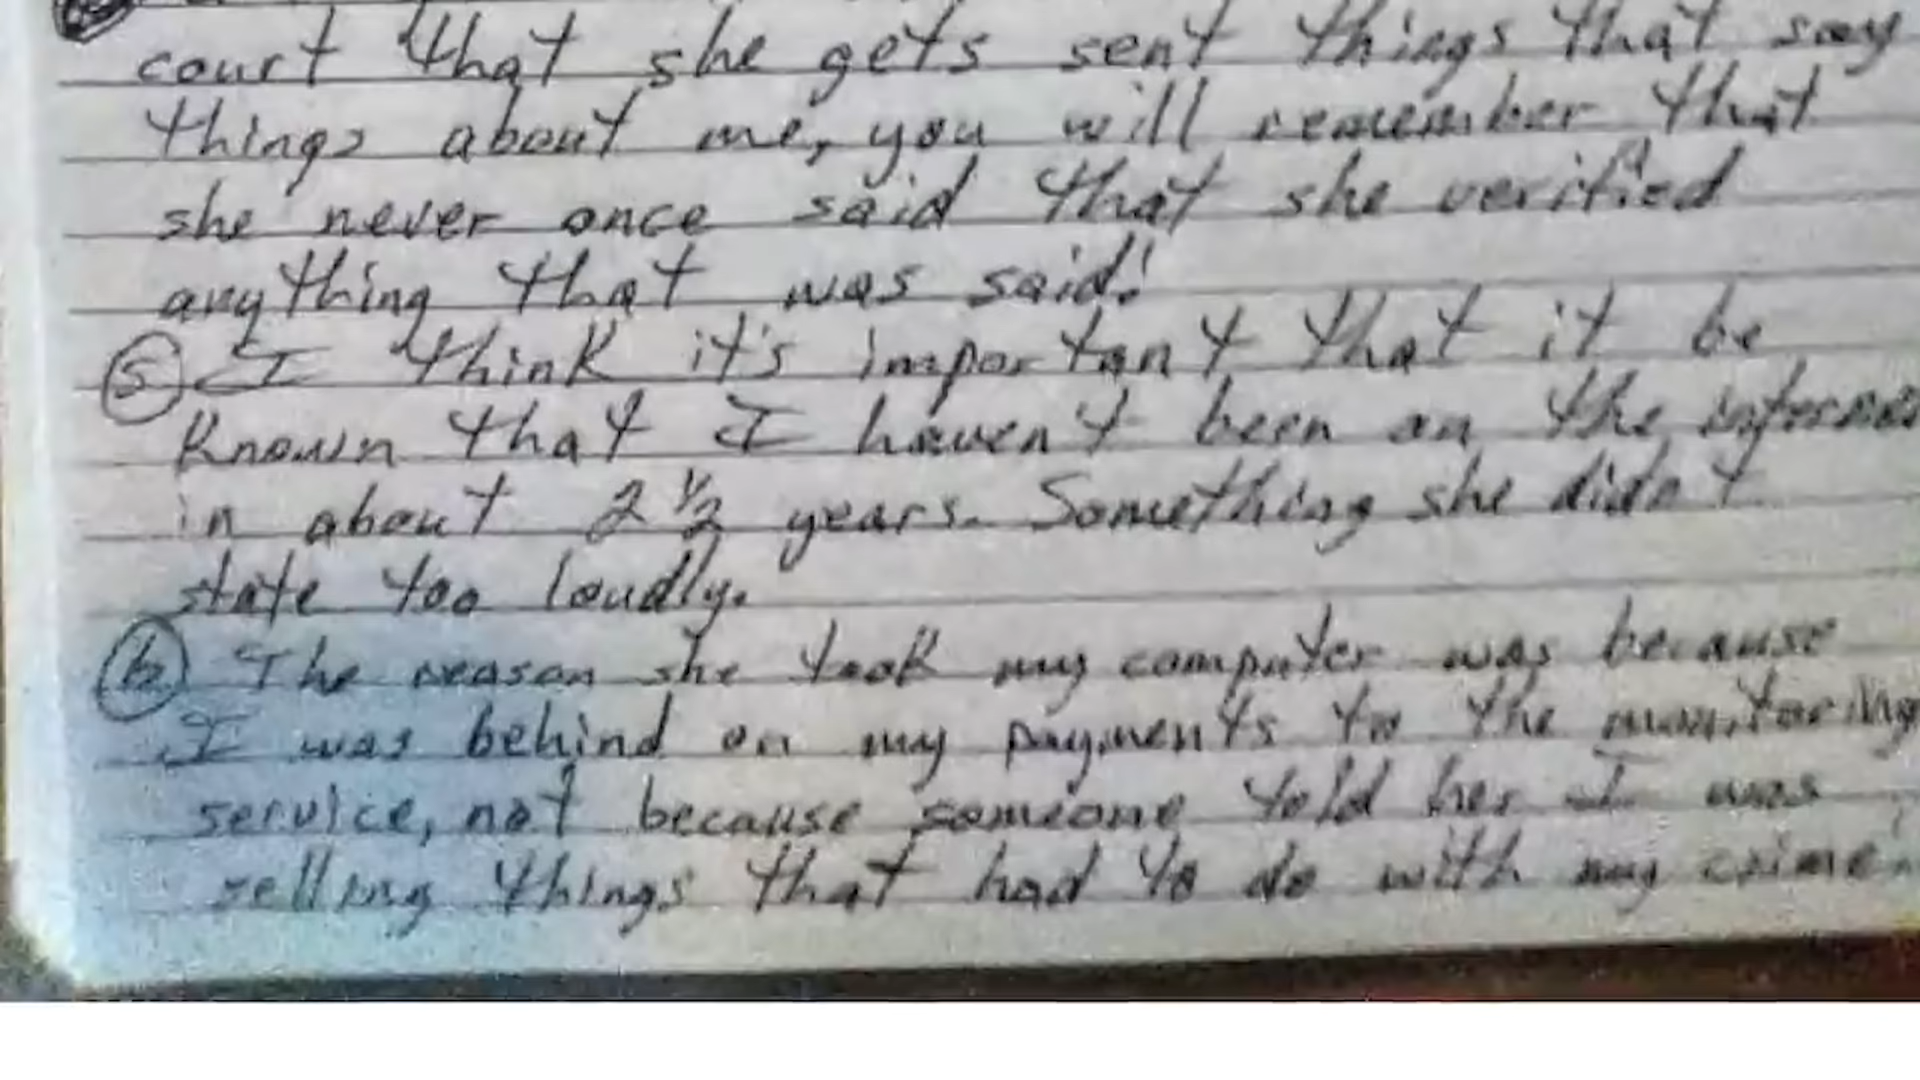 court that she gets sent things that say
things about me, you will remember that
she never once said that she verified
anything that was said!
(5) I think it's important that it be
known that I haven't been on the internet
in about 2 1/2 years. Something she didn't
state too loudly.
(6) The reason she took my computer was because
I was behind on my payments to the monitoring
service, not because someone told her I was
selling things that had to do with my crime.